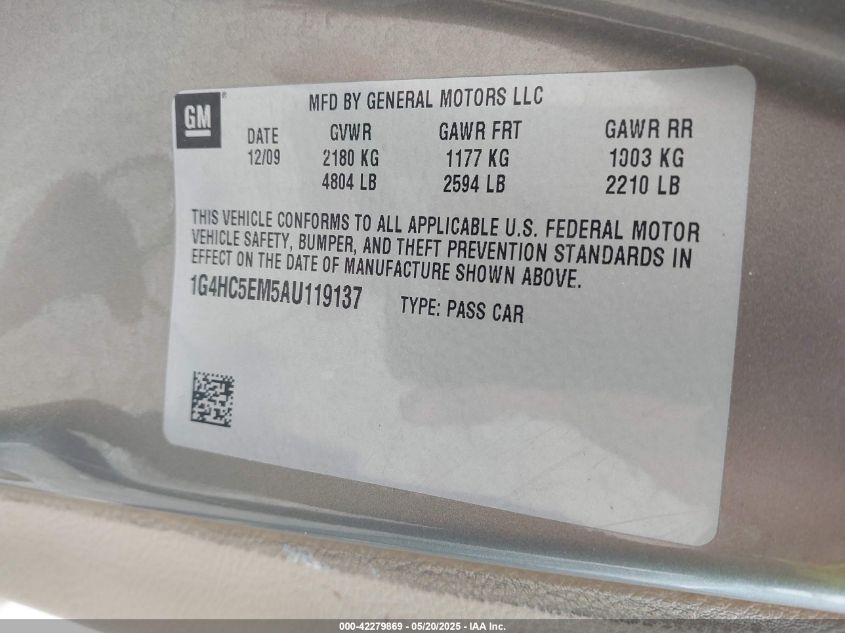 GM®
MFD BY GENERAL MOTORS LLC
DATE GVWR GAWR FRT GAWR RR
12/09 2180 KG 1177 KG 1003 KG
4804 LB 2594 LB 2210 LB
THIS VEHICLE CONFORMS TO ALL APPLICABLE U.S. FEDERAL MOTOR
VEHICLE SAFETY, BUMPER, AND THEFT PREVENTION STANDARDS IN
EFFECT ON THE DATE OF MANUFACTURE SHOWN ABOVE.
1G4HC5EM5AU119137 TYPE: PASS CAR
000-42279869 - 05/20/2025 - IAA Inc.